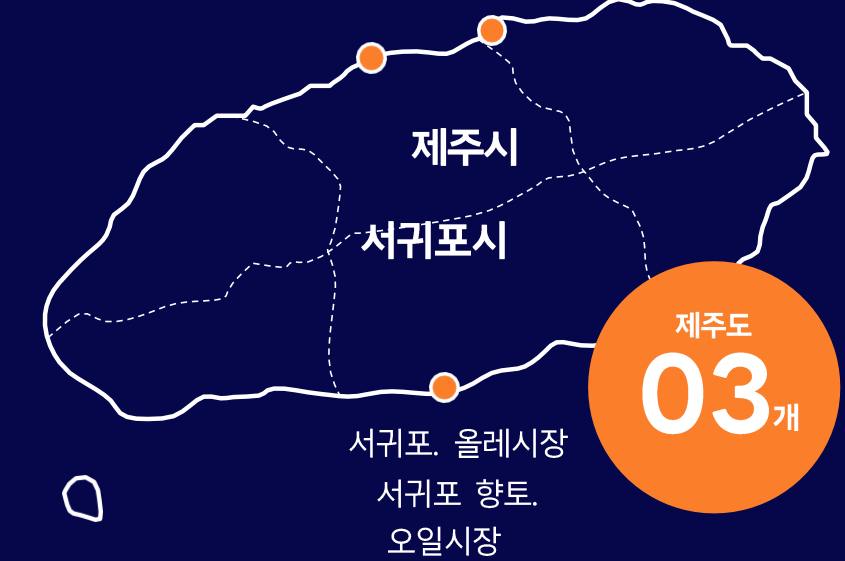 제주시
서귀포시
제주도
03개
서귀포. 올레시장
서귀포 향토.
오일시장